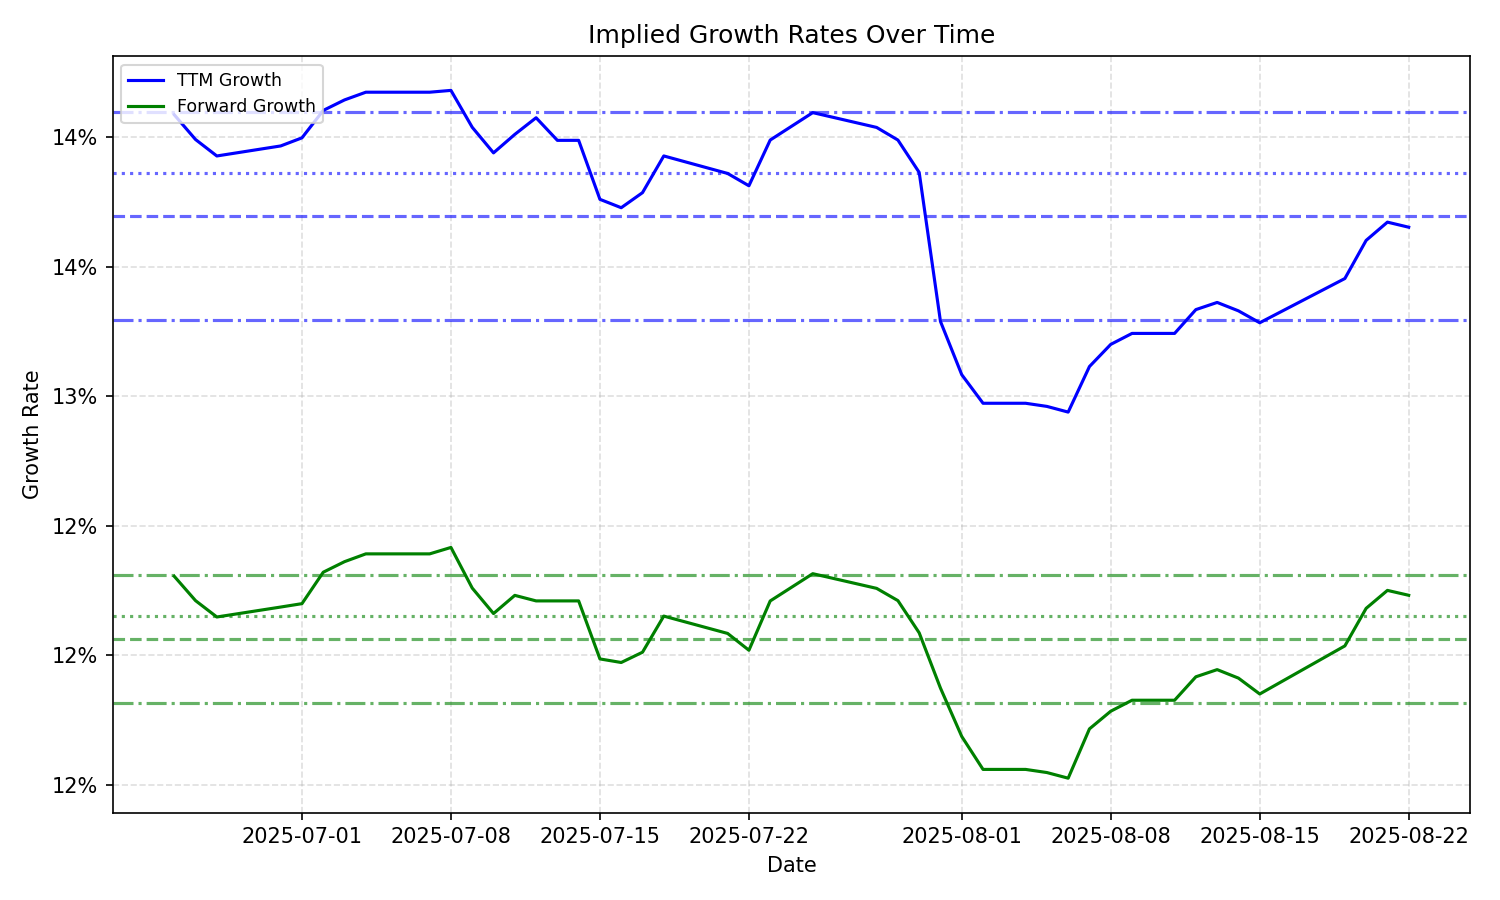 Implied Growth Rates Over Time
TTM Growth
Forward Growth
14%
14%
13%
12%
12%
12%
Growth Rate
2025-07-01 2025-07-08 2025-07-15 2025-07-22 2025-08-01 2025-08-08 2025-08-15 2025-08-22
Date